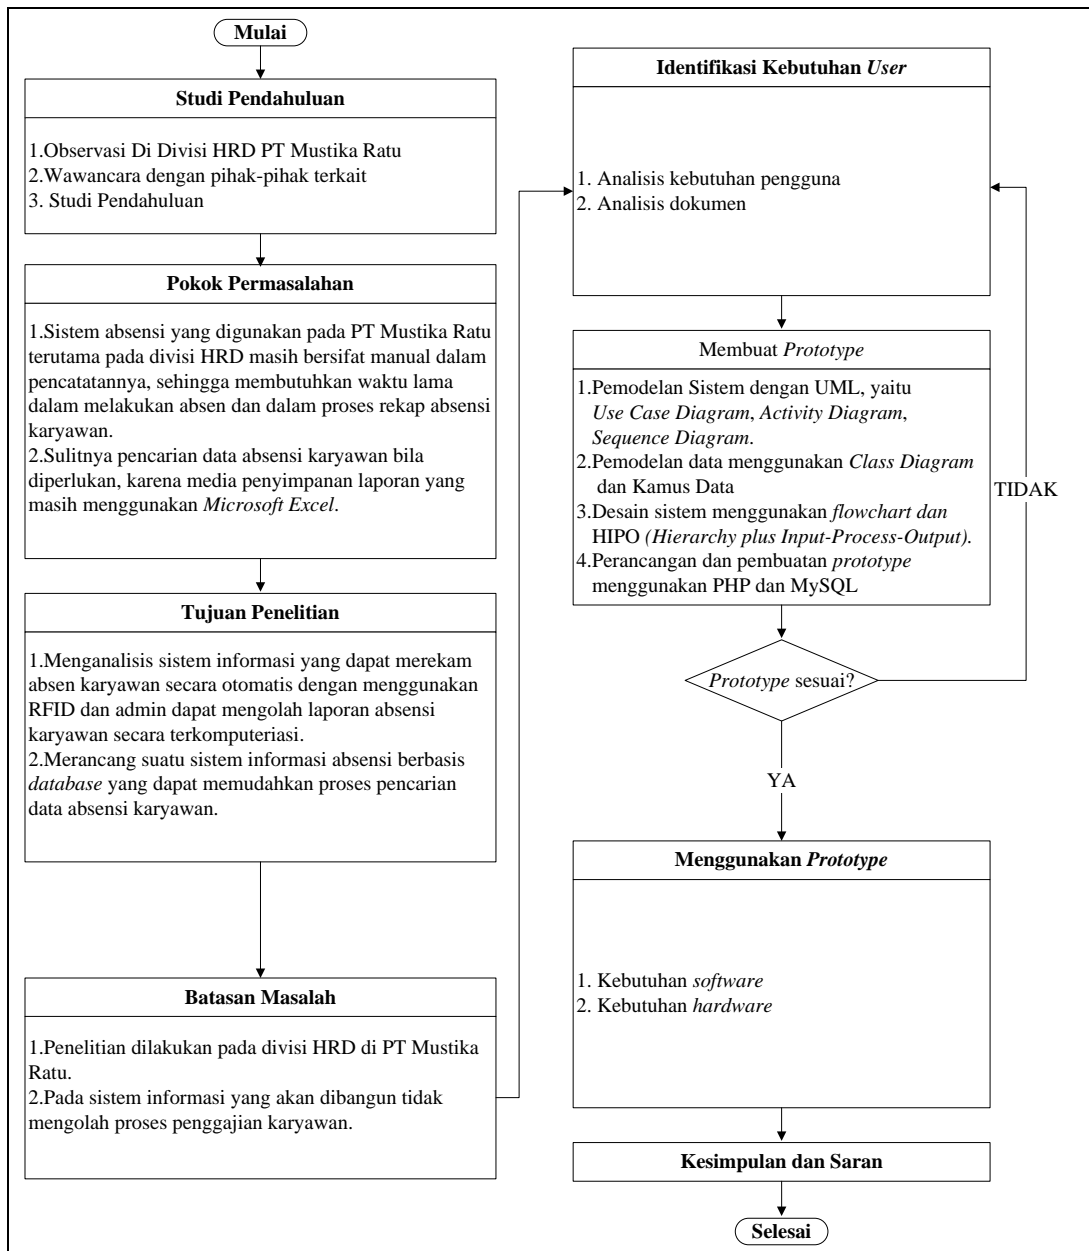 Mulai
Studi Pendahuluan
1.Observasi Di Divisi HRD PT Mustika Ratu
2.Wawancara dengan pihak-pihak terkait
3. Studi Pendahuluan
Pokok Permasalahan
1.Sistem absensi yang digunakan pada PT Mustika Ratu
terutama pada divisi HRD masih bersifat manual dalam
pencatatannya, sehingga membutuhkan waktu lama
dalam melakukan absen dan dalam proses rekap absensi
karyawan.
2.Sulitnya pencarian data absensi karyawan bila
diperlukan, karena media penyimpanan laporan yang
masih menggunakan Microsoft Excel.
Tujuan Penelitian
1.Menganalisis sistem informasi yang dapat merekam
absen karyawan secara otomatis dengan menggunakan
RFID dan admin dapat mengolah laporan absensi
karyawan secara terkomputeriasi.
2.Merancang suatu sistem informasi absensi berbasis
database yang dapat memudahkan proses pencarian
data absensi karyawan.
Batasan Masalah
1.Penelitian dilakukan pada divisi HRD di PT Mustika
Ratu.
2.Pada sistem informasi yang akan dibangun tidak
mengolah proses penggajian karyawan.
Identifikasi Kebutuhan User
1. Analisis kebutuhan pengguna
2. Analisis dokumen
Membuat Prototype
1.Pemodelan Sistem dengan UML, yaitu
Use Case Diagram, Activity Diagram,
Sequence Diagram.
2.Pemodelan data menggunakan Class Diagram
dan Kamus Data
3.Desain sistem menggunakan flowchart dan
HIPO (Hierarchy plus Input-Process-Output).
4.Perancangan dan pembuatan prototype
menggunakan PHP dan MySQL
TIDAK
Prototype sesuai?
YA
Menggunakan Prototype
1. Kebutuhan software
2. Kebutuhan hardware
Kesimpulan dan Saran
Selesai